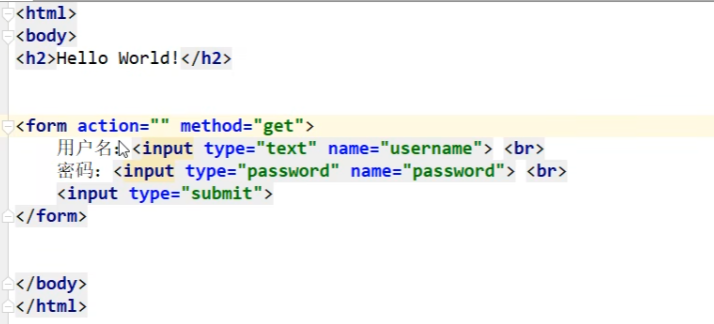 <html>
<body>
<h2>Hello World!</h2>
<form action="" method="get">
用户名:<input type="text" name="username"> <br>
密码：<input type="password" name="password"> <br>
<input type="submit">
</form>
</body>
</html>